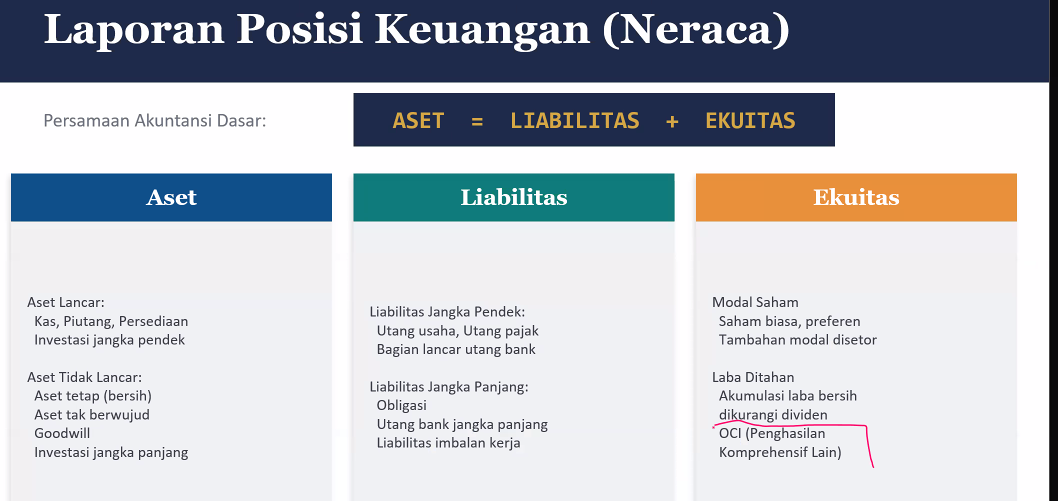 Laporan Posisi Keuangan (Neraca)
Persamaan Akuntansi Dasar:
ASET = LIABILITAS + EKUITAS
Aset
Aset Lancar:
Kas, Piutang, Persediaan
Investasi jangka pendek
Aset Tidak Lancar:
Aset tetap (bersih)
Aset tak berwujud
Goodwill
Investasi jangka panjang
Liabilitas
Liabilitas Jangka Pendek:
Utang usaha, Utang pajak
Bagian lancar utang bank
Liabilitas Jangka Panjang:
Obligasi
Utang bank jangka panjang
Liabilitas imbalan kerja
Ekuitas
Modal Saham
Saham biasa, preferen
Tambahan modal disetor
Laba Ditahan
Akumulasi laba bersih
dikurangi dividen
OCI (Penghasilan
Komprehensif Lain)